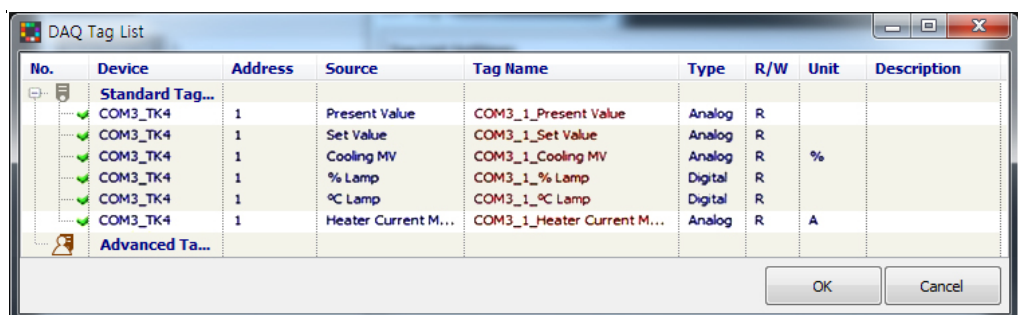 DAQ Tag List
No. Device Address Source Tag Name Type R/W Unit Description
Standard Tag...
COM3_TK4 1 Present Value COM3_1_Present Value Analog R
COM3_TK4 1 Set Value COM3_1_Set Value Analog R
COM3_TK4 1 Cooling MV COM3_1_Cooling MV Analog R %
COM3_TK4 1 % Lamp COM3_1_% Lamp Digital R
COM3_TK4 1 ºC Lamp COM3_1_ºC Lamp Digital R
COM3_TK4 1 Heater Current M... COM3_1_Heater Current M... Analog R A
Advanced Ta...
OK Cancel